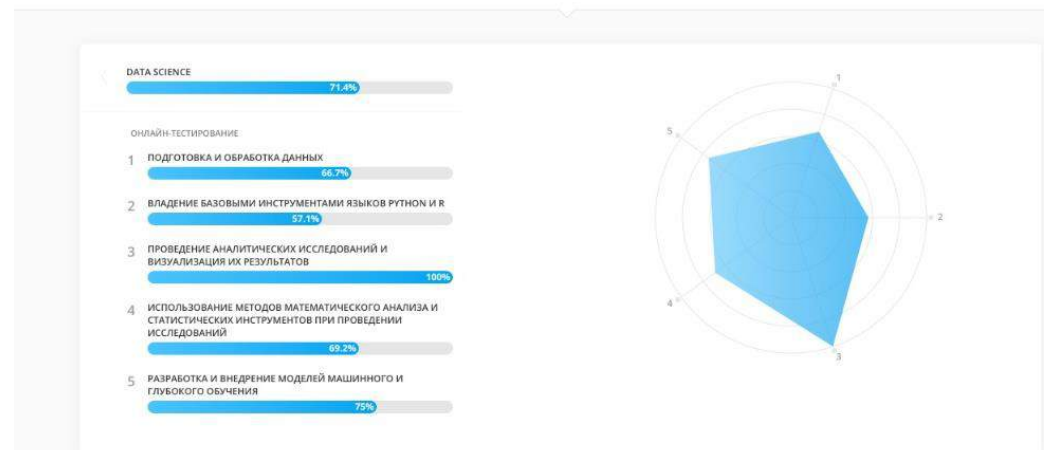 DATA SCIENCE
71.4%
ОНЛАЙН-ТЕСТИРОВАНИЕ
1 ПОДГОТОВКА И ОБРАБОТКА ДАННЫХ
66.7%
2 ВЛАДЕНИЕ БАЗОВЫМИ ИНСТРУМЕНТАМИ ЯЗЫКОВ PYTHON И R
57.1%
3 ПРОВЕДЕНИЕ АНАЛИТИЧЕСКИХ ИССЛЕДОВАНИЙ И
ВИЗУАЛИЗАЦИЯ ИХ РЕЗУЛЬТАТОВ
100%
4 ИСПОЛЬЗОВАНИЕ МЕТОДОВ МАТЕМАТИЧЕСКОГО АНАЛИЗА И
СТАТИСТИЧЕСКИХ ИНСТРУМЕНТОВ ПРИ ПРОВЕДЕНИИ
ИССЛЕДОВАНИЙ
69.2%
5 РАЗРАБОТКА И ВНЕДРЕНИЕ МОДЕЛЕЙ МАШИННОГО И
ГЛУБОКОГО ОБУЧЕНИЯ
75%
1
2
3
4
5